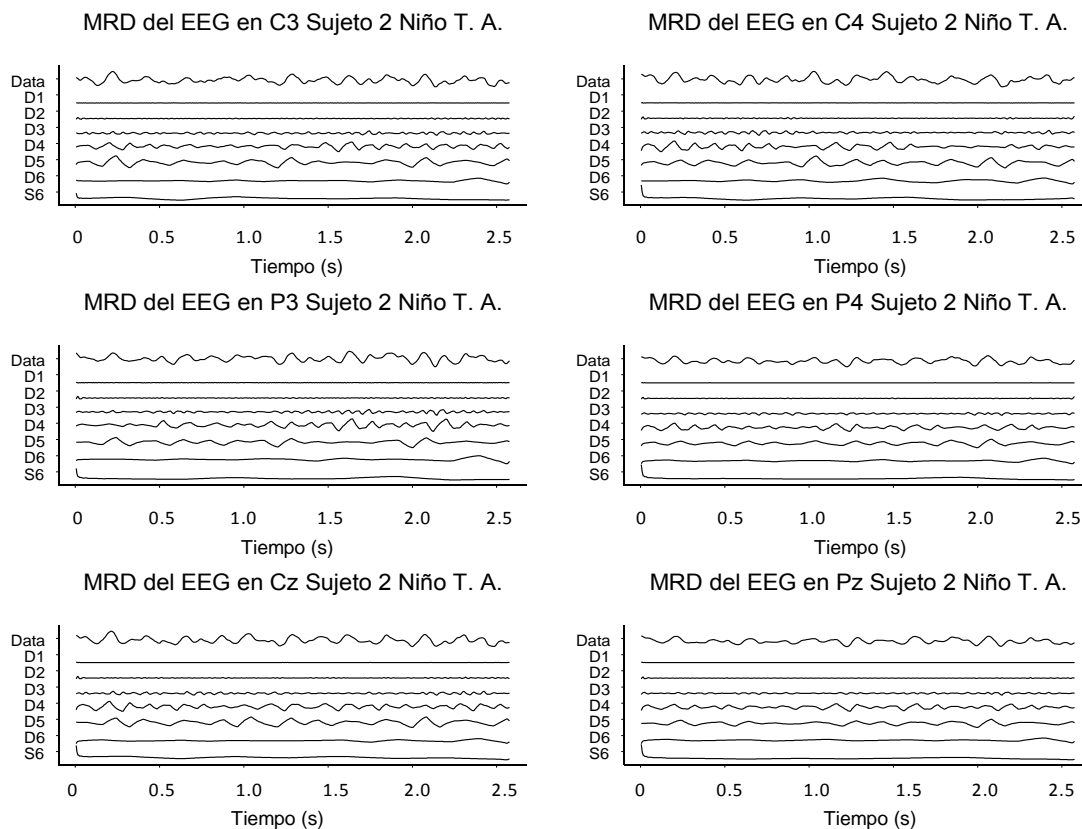 MRD del EEG en C3 Sujeto 2 Niño T. A.
Data
D1
D2
D3
D4
D5
D6
S6
0 0.5 1.0 1.5 2.0 2.5
Tiempo (s)
MRD del EEG en C4 Sujeto 2 Niño T. A.
Data
D1
D2
D3
D4
D5
D6
S6
0 0.5 1.0 1.5 2.0 2.5
Tiempo (s)
MRD del EEG en P3 Sujeto 2 Niño T. A.
Data
D1
D2
D3
D4
D5
D6
S6
0 0.5 1.0 1.5 2.0 2.5
Tiempo (s)
MRD del EEG en P4 Sujeto 2 Niño T. A.
Data
D1
D2
D3
D4
D5
D6
S6
0 0.5 1.0 1.5 2.0 2.5
Tiempo (s)
MRD del EEG en Cz Sujeto 2 Niño T. A.
Data
D1
D2
D3
D4
D5
D6
S6
0 0.5 1.0 1.5 2.0 2.5
Tiempo (s)
MRD del EEG en Pz Sujeto 2 Niño T. A.
Data
D1
D2
D3
D4
D5
D6
S6
0 0.5 1.0 1.5 2.0 2.5
Tiempo (s)